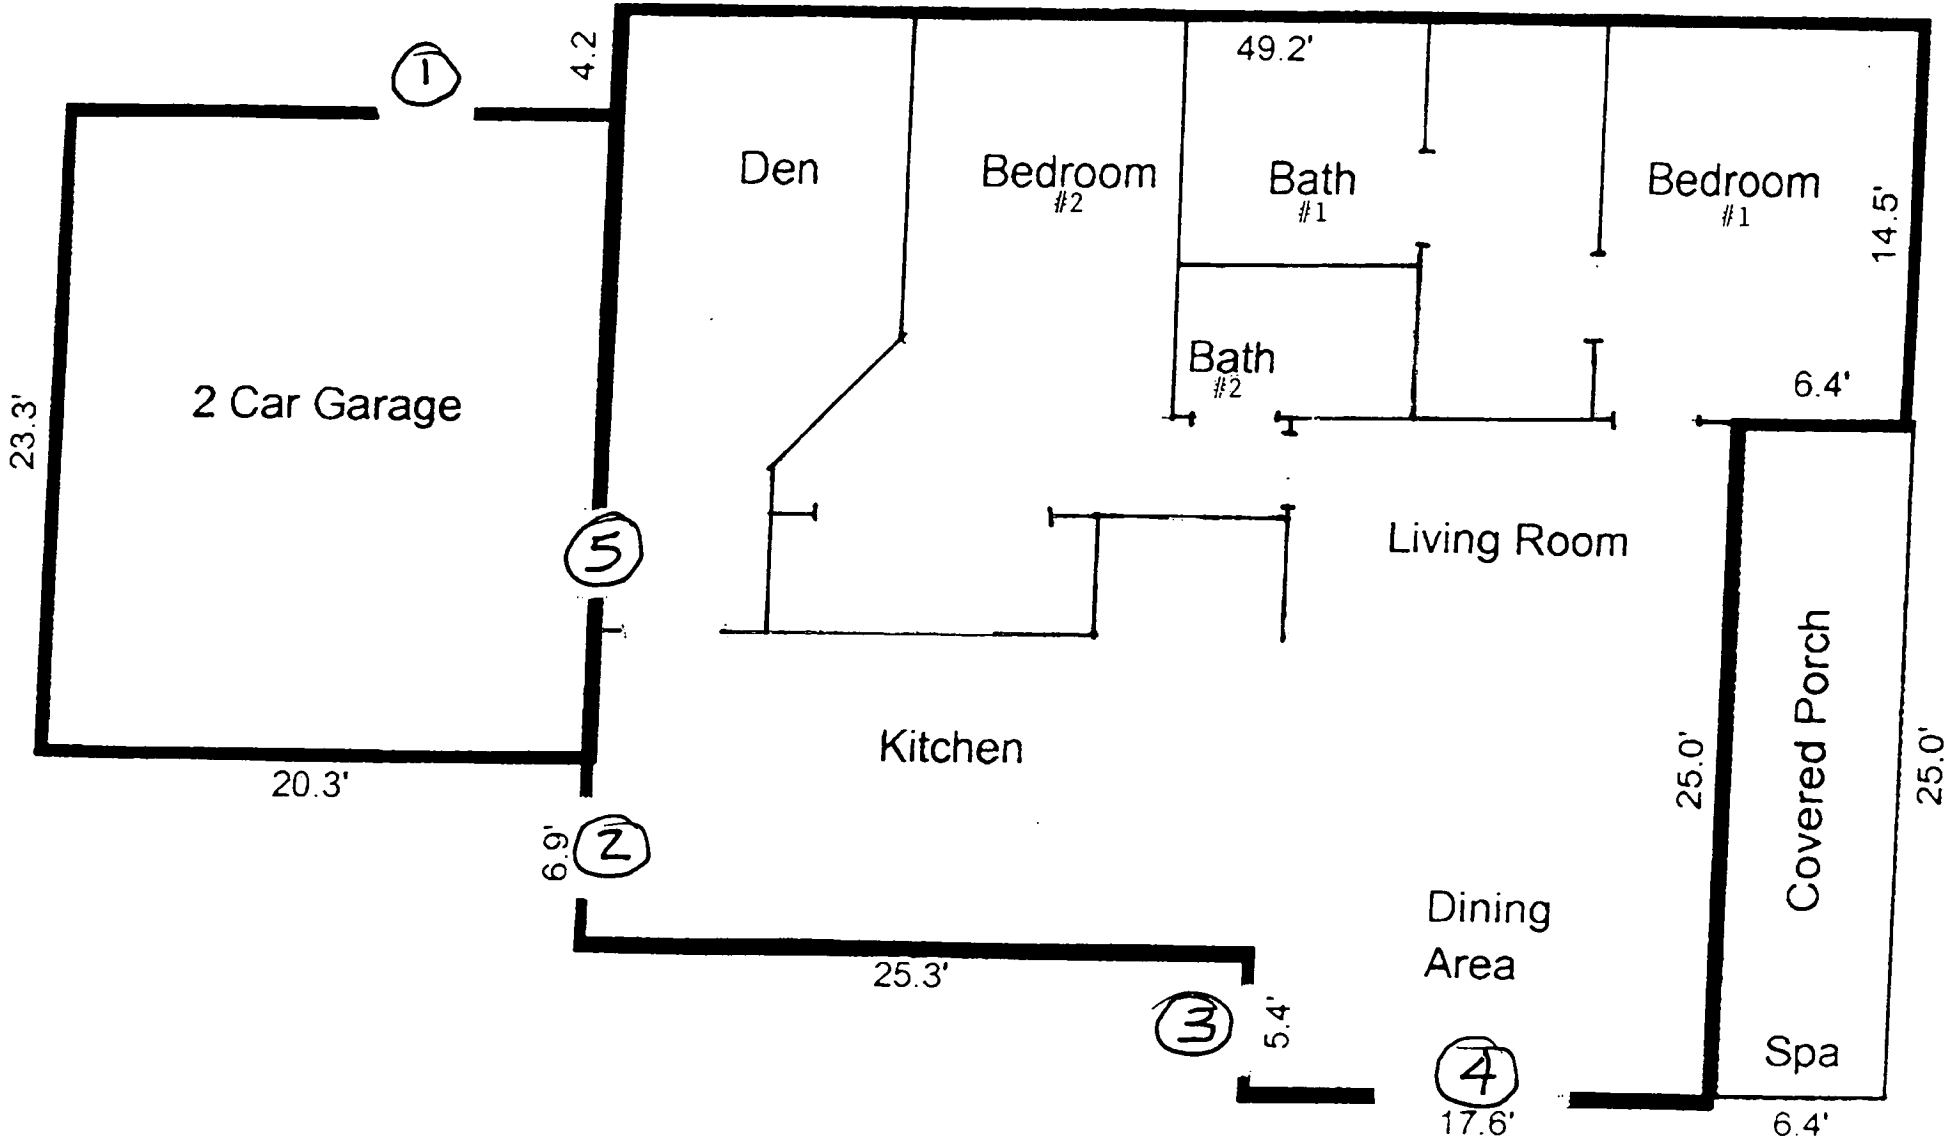 4.2
49.2'
1
Den
Bedroom
#2
Bath
#1
Bedroom
#1
14.5'
Bath
#2
6.4'
2 Car Garage
23.3'
5
Living Room
Kitchen
20.3'
Covered Porch
25.0'
25.0'
6.9'
2
Dining
Area
25.3'
3
5.4'
4
Spa
17.6'
6.4'